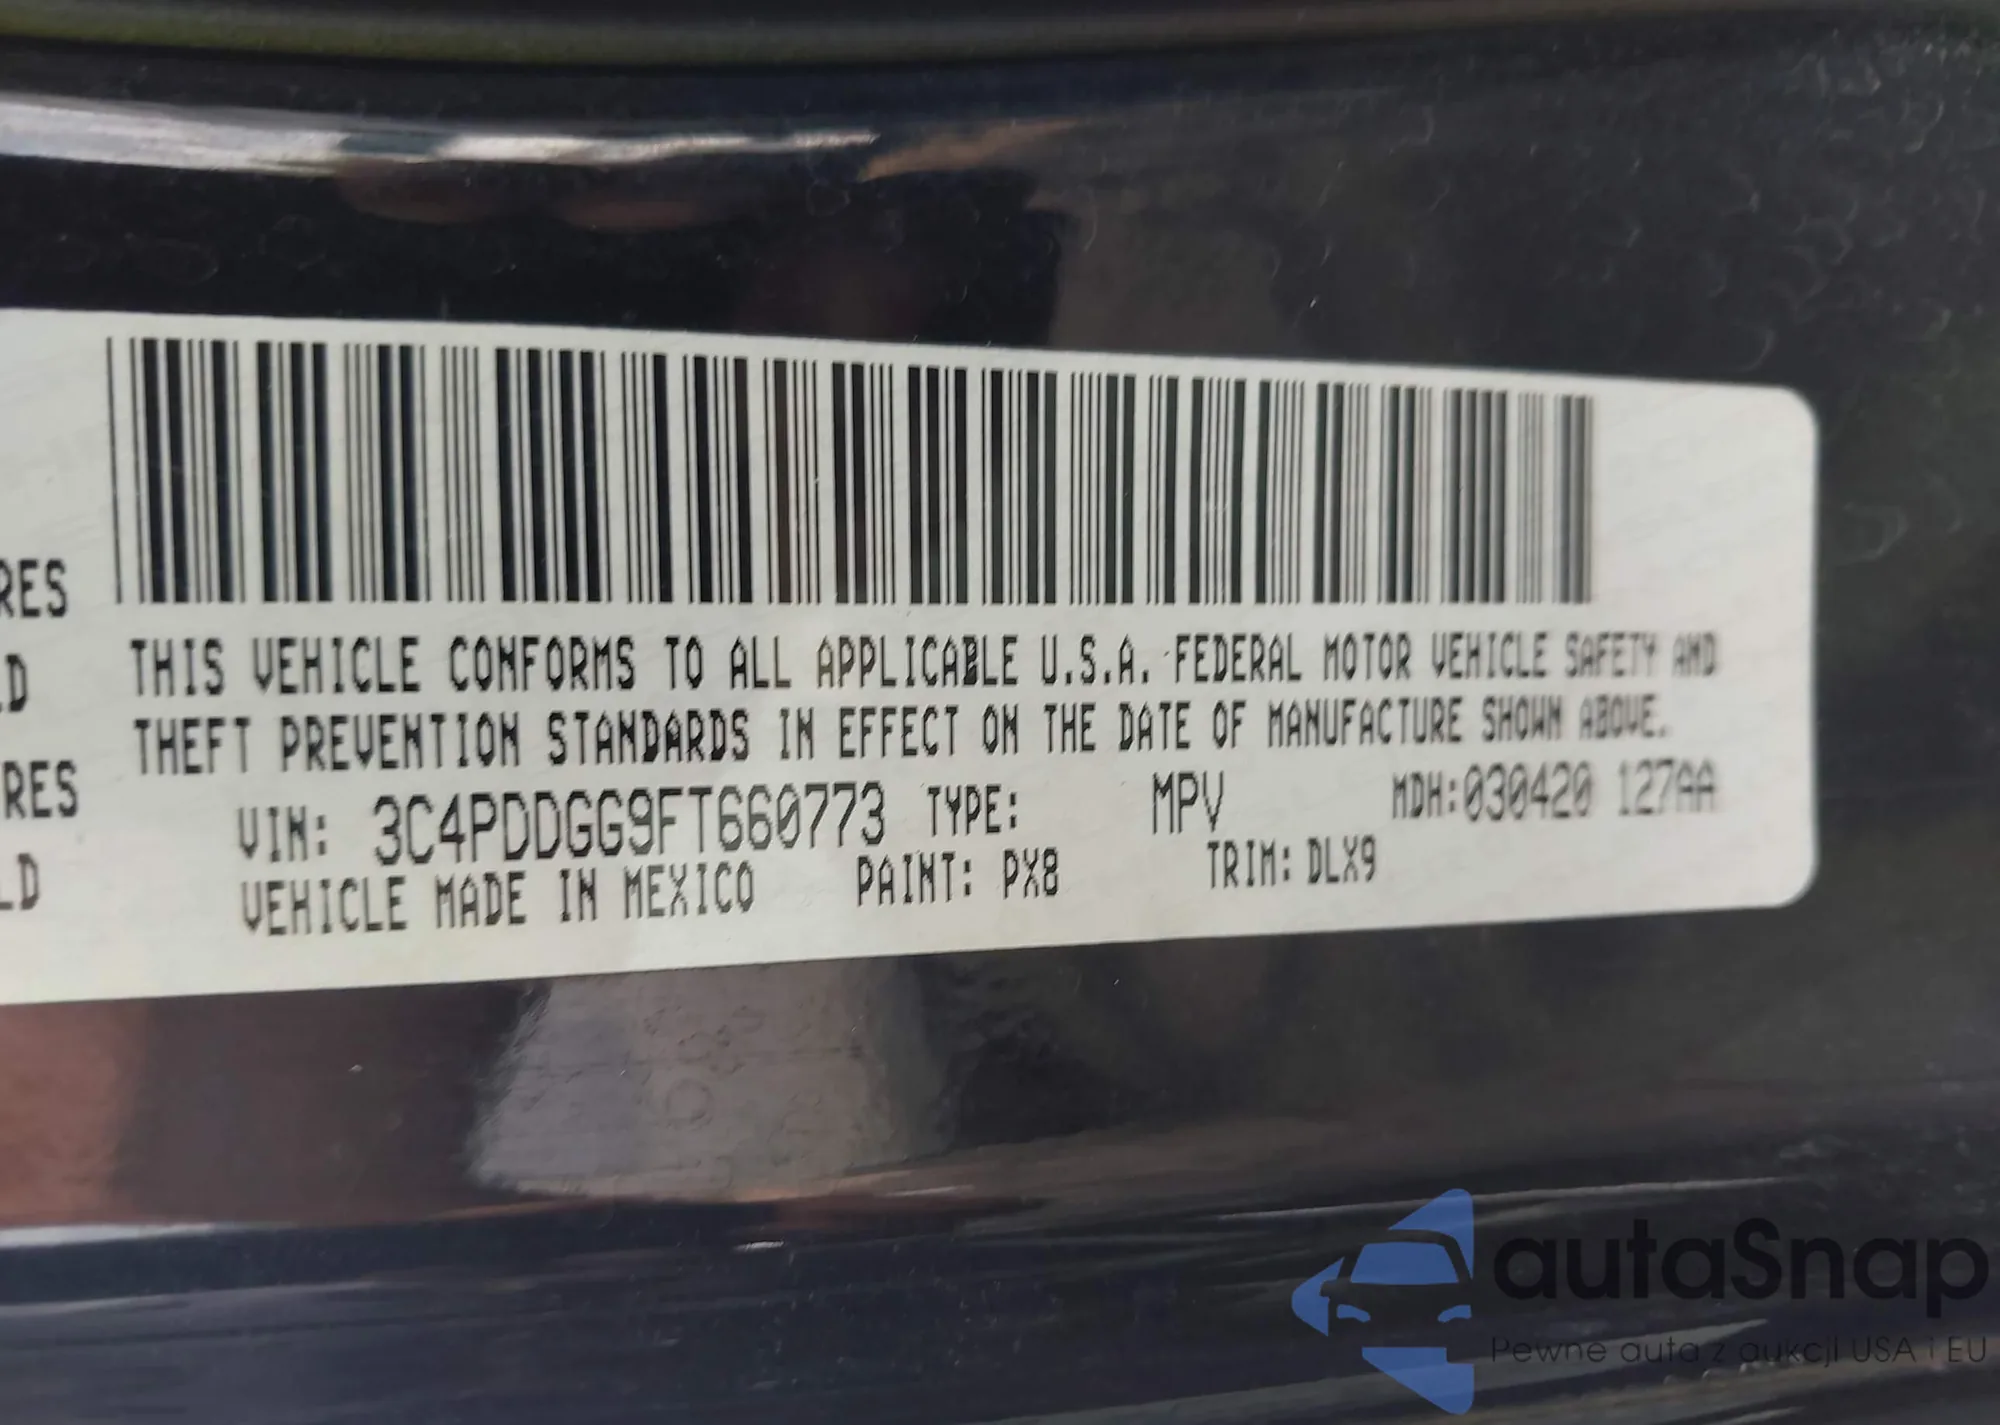 RES
LD
RES
LD
THIS VEHICLE CONFORMS TO ALL APPLICABLE U.S.A. FEDERAL MOTOR VEHICLE SAFETY AND
THEFT PREVENTION STANDARDS IN EFFECT ON THE DATE OF MANUFACTURE SHOWN ABOVE.
VIN: 3C4PDDGG9FT660773 TYPE: MPV MDH:030420 127AA
VEHICLE MADE IN MEXICO PAINT: PX8 TRIM: DLX9
autaSnap
Pewne auta z aukcji USA i EU